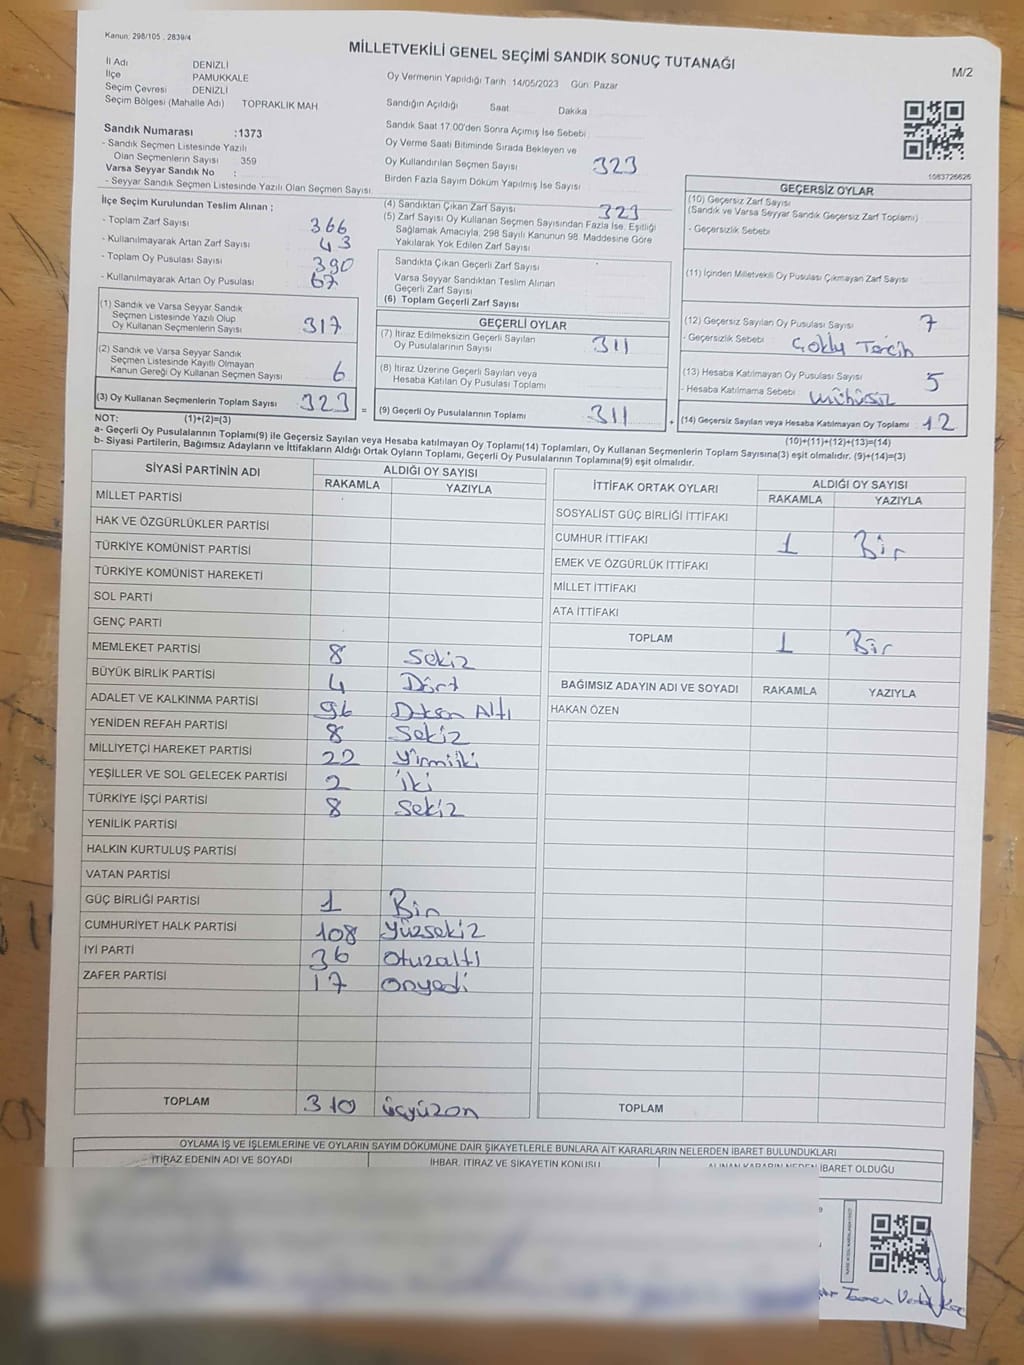 Kanun: 298/105 , 2839/4
MİLLETVEKİLİ GENEL SEÇİMİ SANDIK SONUÇ TUTANAĞI
M/2
İl Adı DENİZLİ
İlçe PAMUKKALE
Seçim Çevresi DENİZLİ
Seçim Bölgesi (Mahalle Adı) TOPRAKLIK MAH
Oy Vermenin Yapıldığı Tarih 14/05/2023 Gün: Pazar
Sandığın Açıldığı Saat Dakika
Sandık Saat 17:00'den Sonra Açmış İse Sebebi
Oy Verme Saati Bitiminde Sırada Bekleyen ve
Oy Kullandırılan Seçmen Sayısı 323
Birden Fazla Sayım Döküm Yapılmış İse Sayısı
Sandık Numarası :1373
- Sandık Seçmen Listesinde Yazılı
Olan Seçmenlerin Sayısı 359
Varsa Seyyar Sandık No :
- Seyyar Sandık Seçmen Listesinde Yazılı Olan Seçmen Sayısı
1083726626
İlçe Seçim Kurulundan Teslim Alınan ;
- Toplam Zarf Sayısı 366
- Kullanılmayarak Artan Zarf Sayısı 43
- Toplam Oy Pusulası Sayısı 390
- Kullanılmayarak Artan Oy Pusulası 67
(1) Sandık ve Varsa Seyyar Sandık
Seçmen Listesinde Yazılı Olup
Oy Kullanan Seçmenlerin Sayısı 317
(2) Sandık ve Varsa Seyyar Sandık
Seçmen Listesinde Kayıtlı Olmayan
Kanun Gereği Oy Kullanan Seçmen Sayısı 6
(3) Oy Kullanan Seçmenlerin Toplam Sayısı 323 =
(4) Sandıktan Çıkan Zarf Sayısı 323
(5) Zarf Sayısı Oy Kullanan Seçmen Sayısından Fazla İse, Eşitliği
Sağlamak Amacıyla, 298 Sayılı Kanunun 98. Maddesine Göre
Yakılarak Yok Edilen Zarf Sayısı
Sandıkta Çıkan Geçerli Zarf Sayısı
Varsa Seyyar Sandıktan Teslim Alınan
Geçerli Zarf Sayısı
(6) Toplam Geçerli Zarf Sayısı
GEÇERLİ OYLAR
(7) İtiraz Edilmeksizin Geçerli Sayılan
Oy Pusulalarının Sayısı 311
(8) İtiraz Üzerine Geçerli Sayılan veya
Hesaba Katılan Oy Pusulası Toplamı
(9) Geçerli Oy Pusulalarının Toplamı 311 +
GEÇERSİZ OYLAR
(10) Geçersiz Zarf Sayısı
(Sandık ve Varsa Seyyar Sandık Geçersiz Zarf Toplamı)
- Geçersizlik Sebebi
(11) İçinden Milletvekili Oy Pusulası Çıkmayan Zarf Sayısı
(12) Geçersiz Sayılan Oy Pusulası Sayısı 7
- Geçersizlik Sebebi Çoklu Tercih
(13) Hesaba Katılmayan Oy Pusulası Sayısı 5
- Hesaba Katılmama Sebebi Mühürsüz
(14) Geçersiz Sayılan veya Hesaba Katılmayan Oy Toplamı 12
NOT: (1)+(2)=(3)
(10)+(11)+(12)+(13)=(14)
a- Geçerli Oy Pusulalarının Toplamı(9) ile Geçersiz Sayılan veya Hesaba katılmayan Oy Toplamı(14) Toplamları, Oy Kullanan Seçmenlerin Toplam Sayısına(3) eşit olmalıdır. (9)+(14)=(3)
b- Siyasi Partilerin, Bağımsız Adayların ve İttifakların Aldığı Ortak Oyların Toplamı, Geçerli Oy Pusulalarının Toplamına(9) eşit olmalıdır.
SİYASİ PARTİNİN ADI ALDIĞI OY SAYISI
RAKAMLA YAZIYLA
MİLLET PARTİSİ
HAK VE ÖZGÜRLÜKLER PARTİSİ
TÜRKİYE KOMÜNİST PARTİSİ
TÜRKİYE KOMÜNİST HAREKETİ
SOL PARTİ
GENÇ PARTİ
MEMLEKET PARTİSİ 8 Sekiz
BÜYÜK BİRLİK PARTİSİ 4 Dört
ADALET VE KALKINMA PARTİSİ 96 Doksan Altı
YENİDEN REFAH PARTİSİ 8 Sekiz
MİLLİYETÇİ HAREKET PARTİSİ 22 Yirmiiki
YEŞİLLER VE SOL GELECEK PARTİSİ 2 İki
TÜRKİYE İŞÇİ PARTİSİ 8 Sekiz
YENİLİK PARTİSİ
HALKIN KURTULUŞ PARTİSİ
VATAN PARTİSİ
GÜÇ BİRLİĞİ PARTİSİ 1 Bir
CUMHURİYET HALK PARTİSİ 108 Yüzsekiz
İYİ PARTİ 36 Otuzaltı
ZAFER PARTİSİ 17 Onyedi
TOPLAM 310 üçyüzon
İTTİFAK ORTAK OYLARI ALDIĞI OY SAYISI
RAKAMLA YAZIYLA
SOSYALİST GÜÇ BİRLİĞİ İTTİFAKI
CUMHUR İTTİFAKI 1 Bir
EMEK VE ÖZGÜRLÜK İTTİFAKI
MİLLET İTTİFAKI
ATA İTTİFAKI
TOPLAM 1 Bir
BAĞIMSIZ ADAYIN ADI VE SOYADI RAKAMLA YAZIYLA
HAKAN ÖZEN
TOPLAM
OYLAMA İŞ VE İŞLEMLERİNE VE OYLARIN SAYIM DÖKÜMÜNE DAİR ŞİKAYETLERLE BUNLARA AİT KARARLARIN NELERDEN İBARET BULUNDUKLARI
İTİRAZ EDENİN ADI VE SOYADI İHBAR, İTİRAZ VE ŞİKAYETİN KONUSU ALINAN KARARIN NEDEN İBARET OLDUĞU